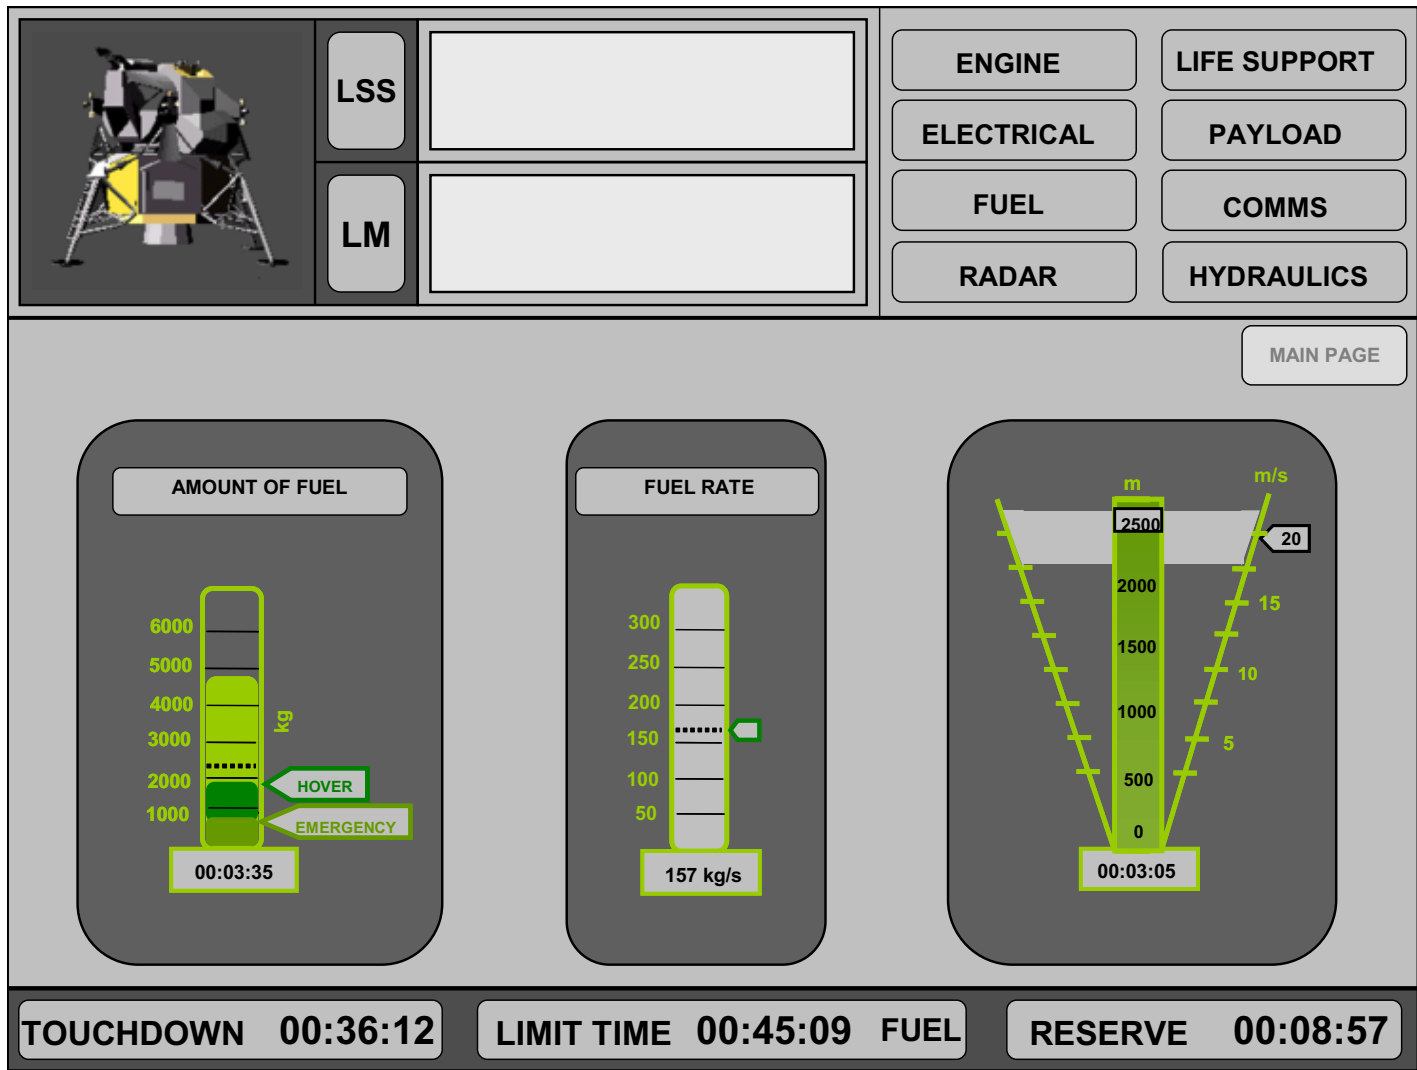 LSS
LM
ENGINE
LIFE SUPPORT
ELECTRICAL
PAYLOAD
FUEL
COMMS
RADAR
HYDRAULICS
MAIN PAGE
AMOUNT OF FUEL
6000
5000
4000
3000
2000
1000
kg
HOVER
EMERGENCY
00:03:35
FUEL RATE
300
250
200
150
100
50
157 kg/s
m
m/s
2500
20
2000
15
1500
10
1000
5
500
0
00:03:05
TOUCHDOWN 00:36:12
LIMIT TIME 00:45:09 FUEL
RESERVE 00:08:57